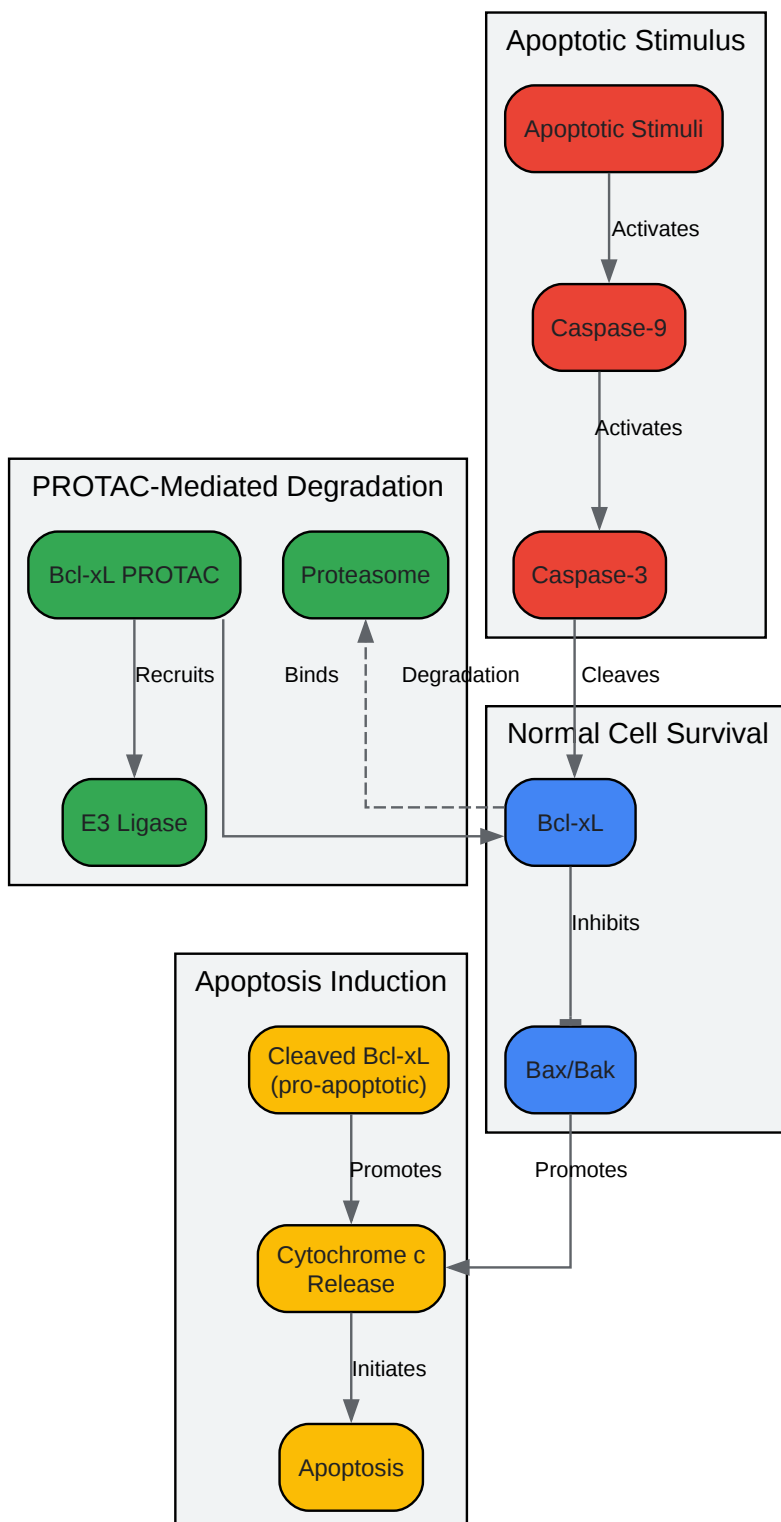 Apoptotic Stimulus
Apoptotic Stimuli
Activates
Caspase-9
Activates
PROTAC-Mediated Degradation
Bcl-xL PROTAC
Proteasome
Caspase-3
Recruits
Binds
Degradation
Cleaves
Normal Cell Survival
E3 Ligase
Bcl-xL
Inhibits
Apoptosis Induction
Cleaved Bcl-xL
(pro-apoptotic)
Bax/Bak
Promotes
Promotes
Cytochrome c
Release
Initiates
Apoptosis